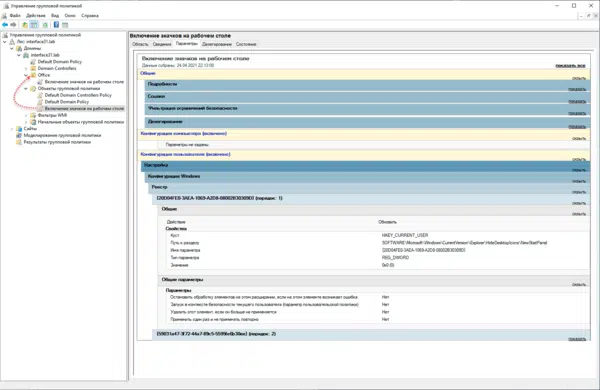 Управление групповой политикой
Файл Действие Вид Окно Справка
Управление групповой политикой
Лес: interface31.lab
Домены
interface31.lab
Default Domain Policy
Domain Controllers
Office
Включение значков на рабочем столе
Объекты групповой политики
Default Domain Controllers Policy
Default Domain Policy
Включение значков на рабочем столе
Фильтры WMI
Начальные объекты групповой политики
Сайты
Моделирование групповой политики
Результаты групповой политики
Включение значков на рабочем столе
Область Сведения Параметры Делегирование Состояние
Включение значков на рабочем столе
Данные собраны: 24.04.2021 22:13:08
показать все
Общие
скрыть
Подробности
показать
Ссылки
показать
Фильтрация ограничений безопасности
показать
Делегирование
показать
Конфигурация компьютера (включено)
скрыть
Параметры не заданы.
Конфигурация пользователя (включено)
скрыть
Настройка
скрыть
Конфигурация Windows
скрыть
Реестр
скрыть
{20D04FE0-3AEA-1069-A2D8-08002B30309D} (порядок: 1)
скрыть
Общие
скрыть
Действие Обновить
Свойства
Куст HKEY_CURRENT_USER
Путь к разделу SOFTWARE\Microsoft\Windows\CurrentVersion\Explorer\HideDesktopIcons\NewStartPanel
Имя параметра {20D04FE0-3AEA-1069-A2D8-08002B30309D}
Тип параметра REG_DWORD
Значение 0x0 (0)
Общие параметры
скрыть
Параметры
Остановить обработку элементов на этом расширении, если на этом элементе возникает ошибка Нет
Запуск в контексте безопасности текущего пользователя (параметр пользовательской политики) Нет
Удалить этот элемент, если он больше не применяется Нет
Применить один раз и не применять повторно Нет
{59031a47-3f72-44a7-89c5-5595fe6b30ee} (порядок: 2)
показать